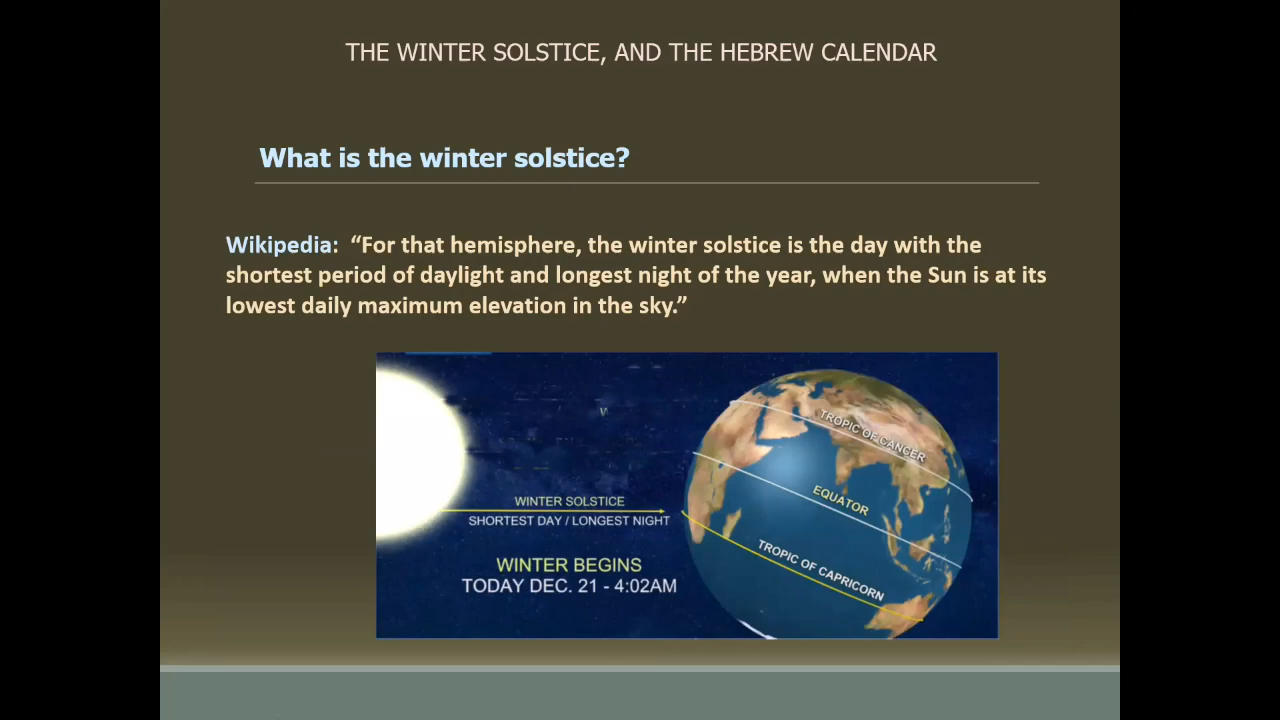 THE WINTER SOLSTICE, AND THE HEBREW CALENDAR
What is the winter solstice?
Wikipedia: “For that hemisphere, the winter solstice is the day with the
shortest period of daylight and longest night of the year, when the Sun is at its
lowest daily maximum elevation in the sky.”
W
TROPIC OF CANCER
EQUATOR
WINTER SOLSTICE
SHORTEST DAY / LONGEST NIGHT
TROPIC OF CAPRICORN
WINTER BEGINS
TODAY DEC. 21 - 4:02AM